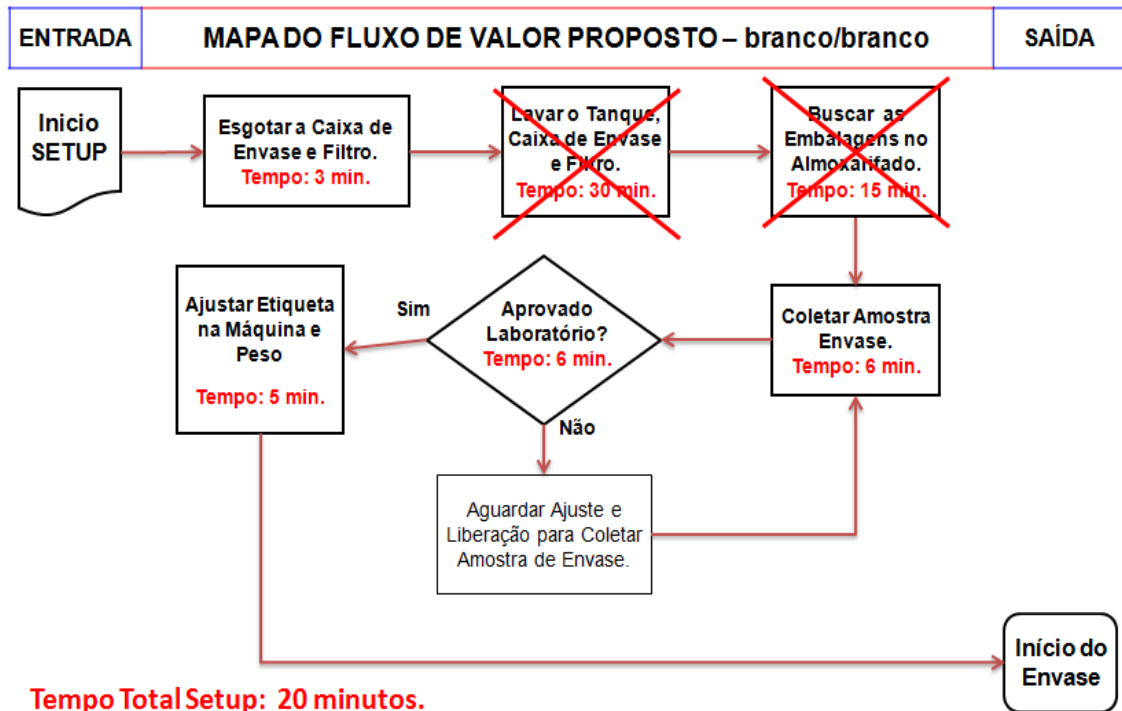 ENTRADA
MAPA DO FLUXO DE VALOR PROPOSTO – branco/branco
SAÍDA
Inicio
SETUP
Esgotar a Caixa de
Envase e Filtro.
Tempo: 3 min.
Lavar o Tanque,
Caixa de Envase
e Filtro.
Tempo: 30 min.
Buscar as
Embalagens no
Almoxarifado.
Tempo: 15 min.
Ajustar Etiqueta
na Máquina e
Peso
Tempo: 5 min.
Sim
Aprovado
Laboratório?
Tempo: 6 min.
Não
Coletar Amostra
Envase.
Tempo: 6 min.
Aguardar Ajuste e
Liberação para Coletar
Amostra de Envase.
Início do
Envase
Tempo Total Setup: 20 minutos.